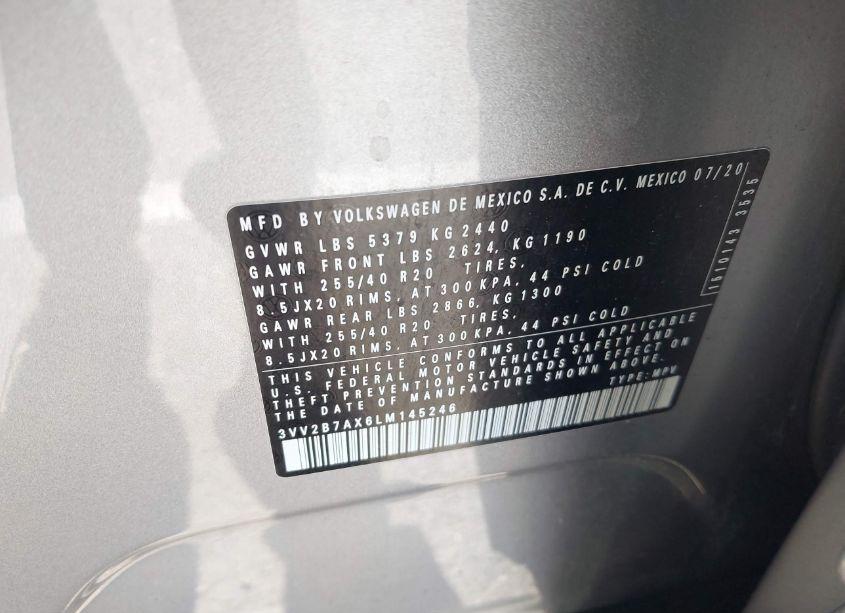 MFD BY VOLKSWAGEN DE MEXICO S.A. DE C.V. MEXICO 07/20
GVWR LBS 5379 KG 2440
GAWR FRONT LBS 2624, KG 1190
WITH 255/40 R20 TIRES,
8.5JX20 RIMS, AT 300 KPA, 44 PSI COLD
GAWR REAR LBS 2866, KG 1300
WITH 255/40 R20 TIRES,
8.5JX20 RIMS, AT 300 KPA, 44 PSI COLD
1510143 3535
THIS VEHICLE CONFORMS TO ALL APPLICABLE
U.S. FEDERAL MOTOR VEHICLE SAFETY AND
THEFT PREVENTION STANDARDS IN EFFECT ON
THE DATE OF MANUFACTURE SHOWN ABOVE.
3VV2B7AX6LM145246 TYPE: MPV